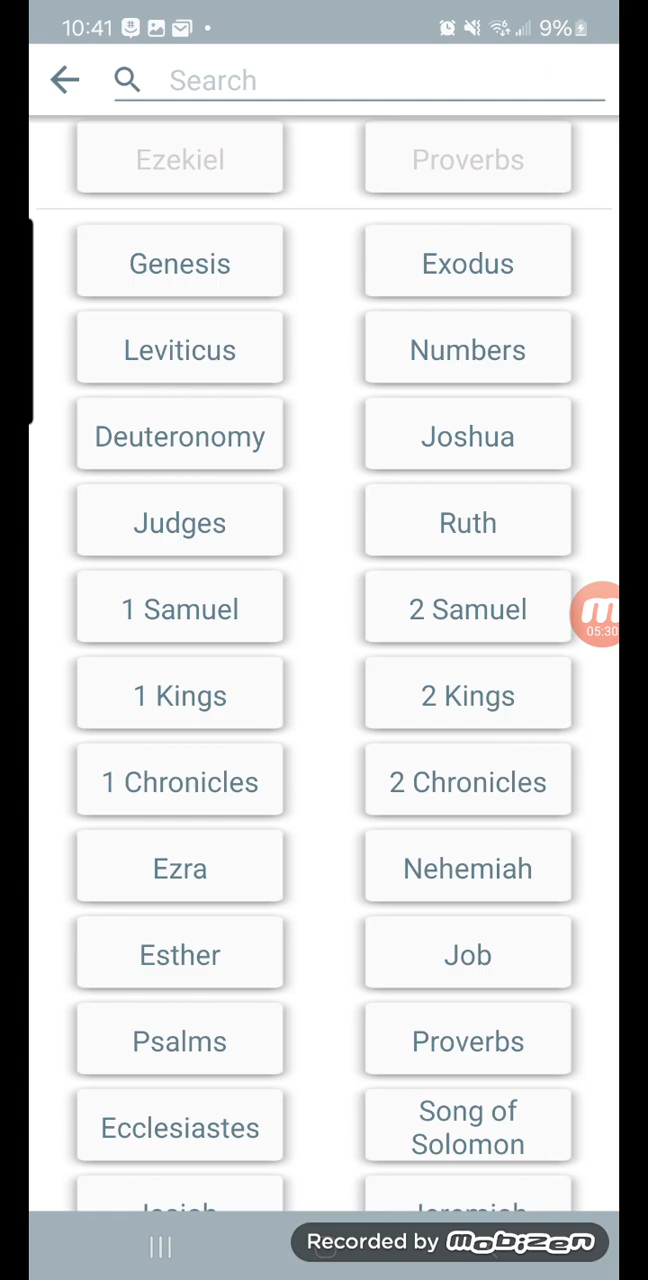 10:41
9%
Search
Ezekiel Proverbs
Genesis Exodus
Leviticus Numbers
Deuteronomy Joshua
Judges Ruth
1 Samuel 2 Samuel
05:30
1 Kings 2 Kings
1 Chronicles 2 Chronicles
Ezra Nehemiah
Esther Job
Psalms Proverbs
Ecclesiastes Song of
Solomon
Isaiah Jeremiah
Recorded by mobizen